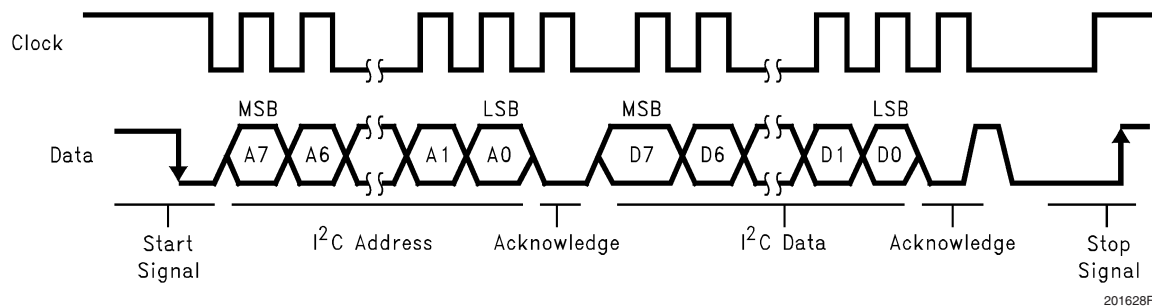 Clock
MSB
LSB
MSB
LSB
Data
A7
A6
A1
A0
D7
D6
D1
D0
Start
Signal
I²C Address
Acknowledge
I²C Data
Acknowledge
Stop
Signal
201628F